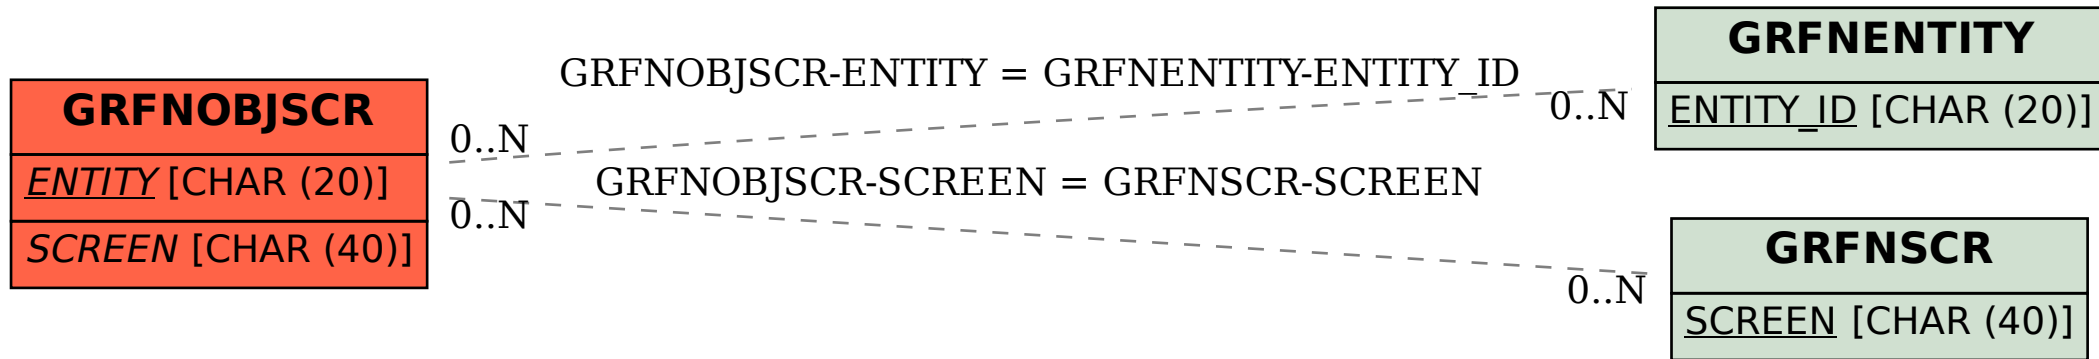 GRFNOBJSCR
ENTITY [CHAR (20)]
SCREEN [CHAR (40)]
GRFNOBJSCR-ENTITY = GRFNENTITY-ENTITY_ID
0..N
0..N
GRFNOBJSCR-SCREEN = GRFNSCR-SCREEN
0..N
0..N
GRFNENTITY
ENTITY_ID [CHAR (20)]
GRFNSCR
SCREEN [CHAR (40)]